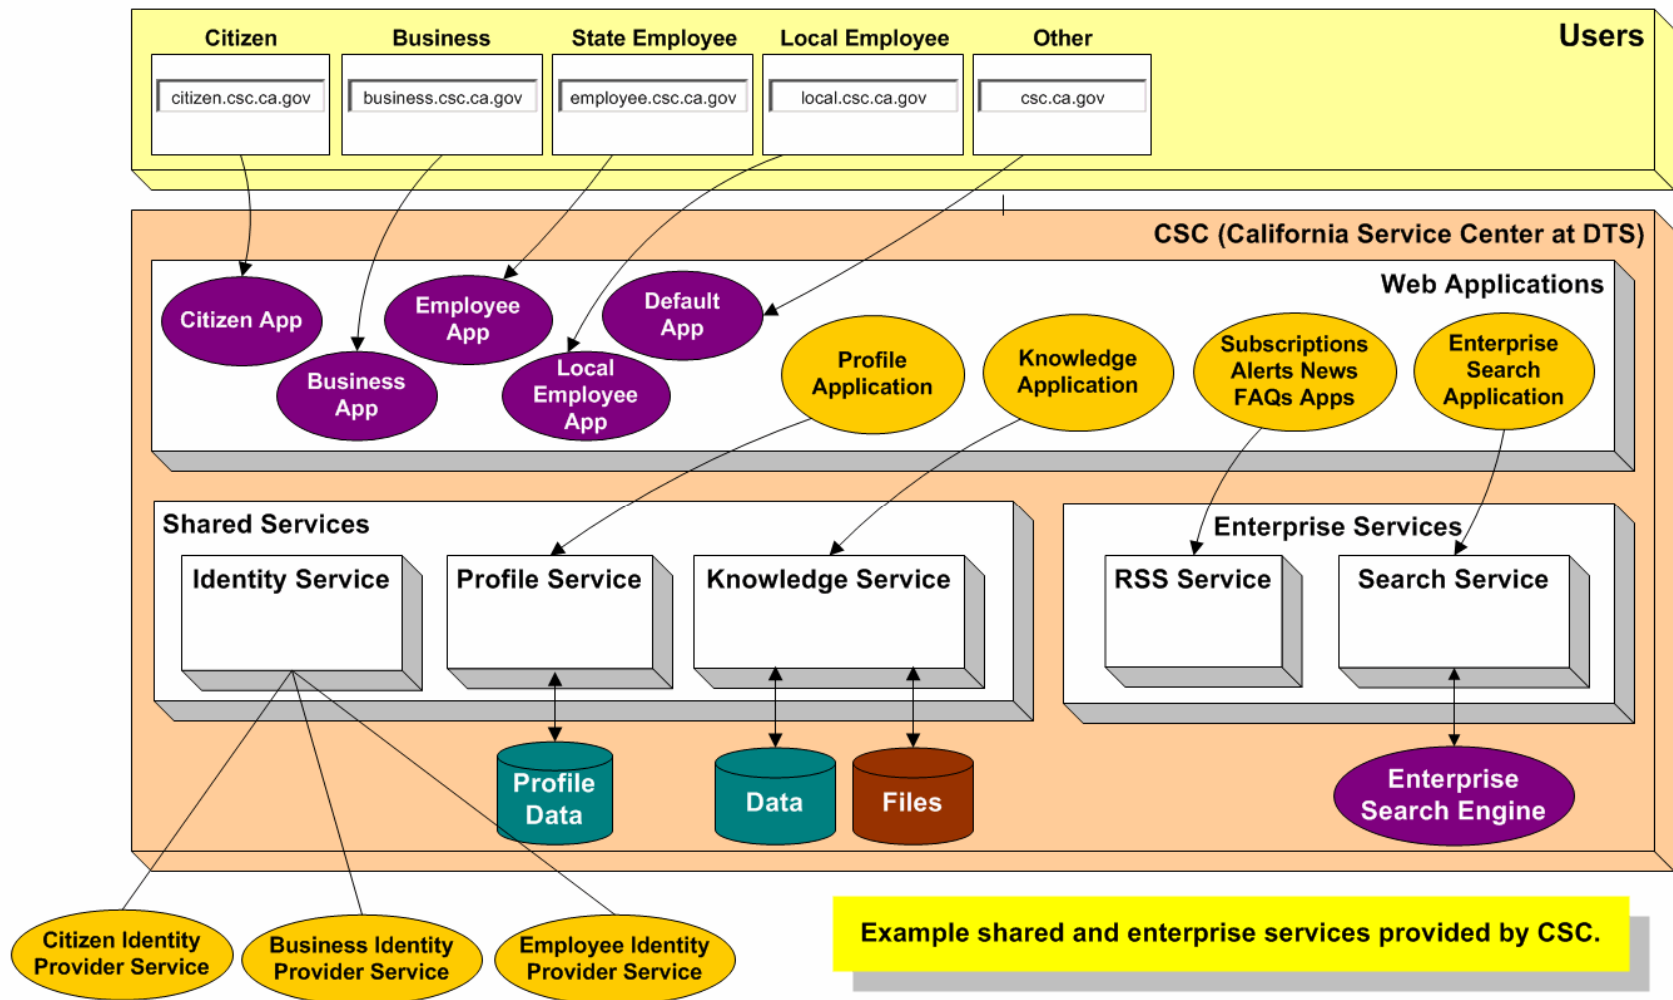 Users
Citizen
Business
State Employee
Local Employee
Other
citizen.csc.ca.gov
business.csc.ca.gov
employee.csc.ca.gov
local.csc.ca.gov
csc.ca.gov
CSC (California Service Center at DTS)
Web Applications
Citizen App
Business
App
Employee
App
Local
Employee
App
Default
App
Profile
Application
Knowledge
Application
Subscriptions
Alerts News
FAQs Apps
Enterprise
Search
Application
Shared Services
Identity Service
Profile Service
Knowledge Service
Enterprise Services
RSS Service
Search Service
Profile
Data
Data
Files
Enterprise
Search Engine
Citizen Identity
Provider Service
Business Identity
Provider Service
Employee Identity
Provider Service
Example shared and enterprise services provided by CSC.